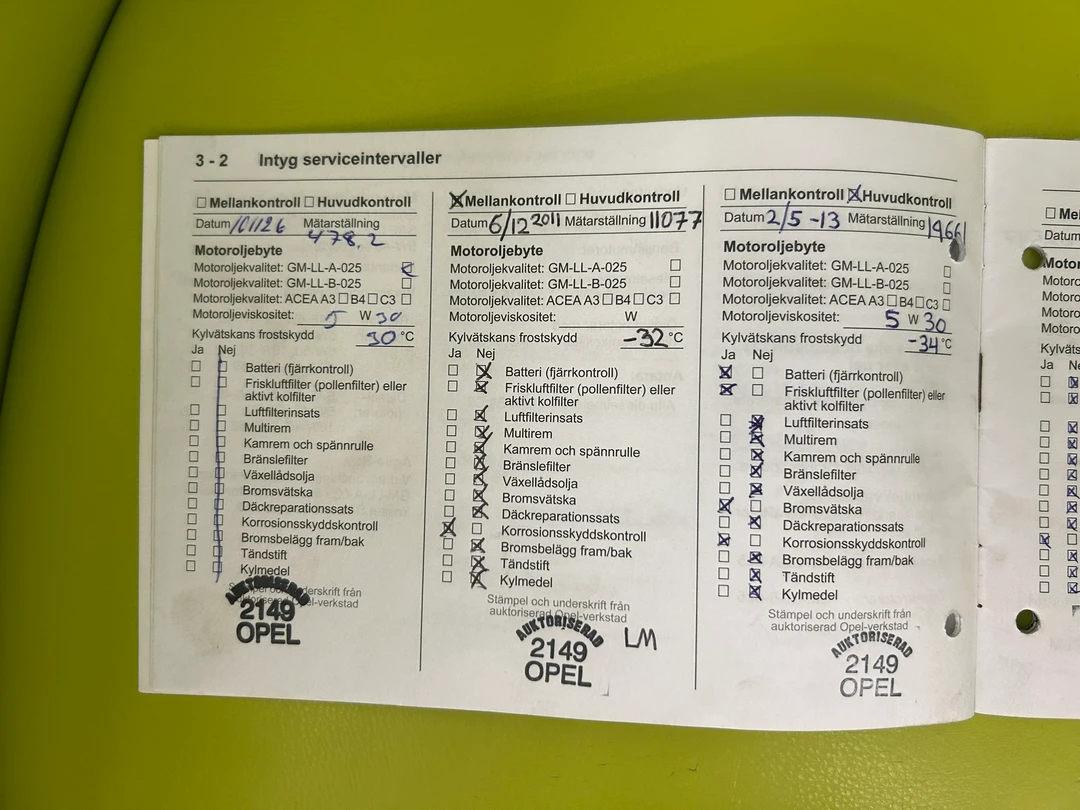 3 - 2 Intyg serviceintervaller
☐ Mellankontroll ☐ Huvudkontroll
Datum 101126 Mätarställning
478.2
Motoroljebyte
Motoroljekvalitet: GM-LL-A-025 ☑
Motoroljekvalitet: GM-LL-B-025 ☐
Motoroljekvalitet: ACEA A3 ☐ B4 ☐ C3 ☐
Motoroljeviskositet: 5 W 30
Kylvätskans frostskydd 30 °C
Ja Nej
Batteri (fjärrkontroll)
Friskluftfilter (pollenfilter) eller
aktivt kolfilter
Luftfilterinsats
Multirem
Kamrem och spännrulle
Bränslefilter
Växellådsolja
Bromsvätska
Däckreparationssats
Korrosionsskyddskontroll
Bromsbelägg fram/bak
Tändstift
Kylmedel
AUKTORISERAD
2149
OPEL
☒ Mellankontroll ☐ Huvudkontroll
Datum 6/12 2011 Mätarställning 11077
Motoroljebyte
Motoroljekvalitet: GM-LL-A-025 ☐
Motoroljekvalitet: GM-LL-B-025 ☐
Motoroljekvalitet: ACEA A3 ☐ B4 ☐ C3 ☐
Motoroljeviskositet: W
Kylvätskans frostskydd -32 °C
Ja Nej
☐ ☒ Batteri (fjärrkontroll)
☐ ☒ Friskluftfilter (pollenfilter) eller
aktivt kolfilter
☐ ☒ Luftfilterinsats
☐ ☒ Multirem
☐ ☒ Kamrem och spännrulle
☐ ☒ Bränslefilter
☐ ☒ Växellådsolja
☐ ☒ Bromsvätska
☐ ☒ Däckreparationssats
☒ ☐ Korrosionsskyddskontroll
☐ ☒ Bromsbelägg fram/bak
☐ ☒ Tändstift
☐ ☒ Kylmedel
Stämpel och underskrift från
auktoriserad Opel-verkstad
AUKTORISERAD
2149
OPEL
LM
☐ Mellankontroll ☒ Huvudkontroll
Datum 2/5 -13 Mätarställning 19661
Motoroljebyte
Motoroljekvalitet: GM-LL-A-025 ☐
Motoroljekvalitet: GM-LL-B-025 ☐
Motoroljekvalitet: ACEA A3 ☐ B4 ☐ C3 ☐
Motoroljeviskositet: 5 W 30
Kylvätskans frostskydd -34 °C
Ja Nej
☒ ☐ Batteri (fjärrkontroll)
☒ ☐ Friskluftfilter (pollenfilter) eller
aktivt kolfilter
☐ ☒ Luftfilterinsats
☐ ☒ Multirem
☐ ☒ Kamrem och spännrulle
☐ ☒ Bränslefilter
☐ ☒ Växellådsolja
☒ ☐ Bromsvätska
☐ ☒ Däckreparationssats
☒ ☐ Korrosionsskyddskontroll
☐ ☒ Bromsbelägg fram/bak
☐ ☒ Tändstift
☐ ☒ Kylmedel
Stämpel och underskrift från
auktoriserad Opel-verkstad
AUKTORISERAD
2149
OPEL